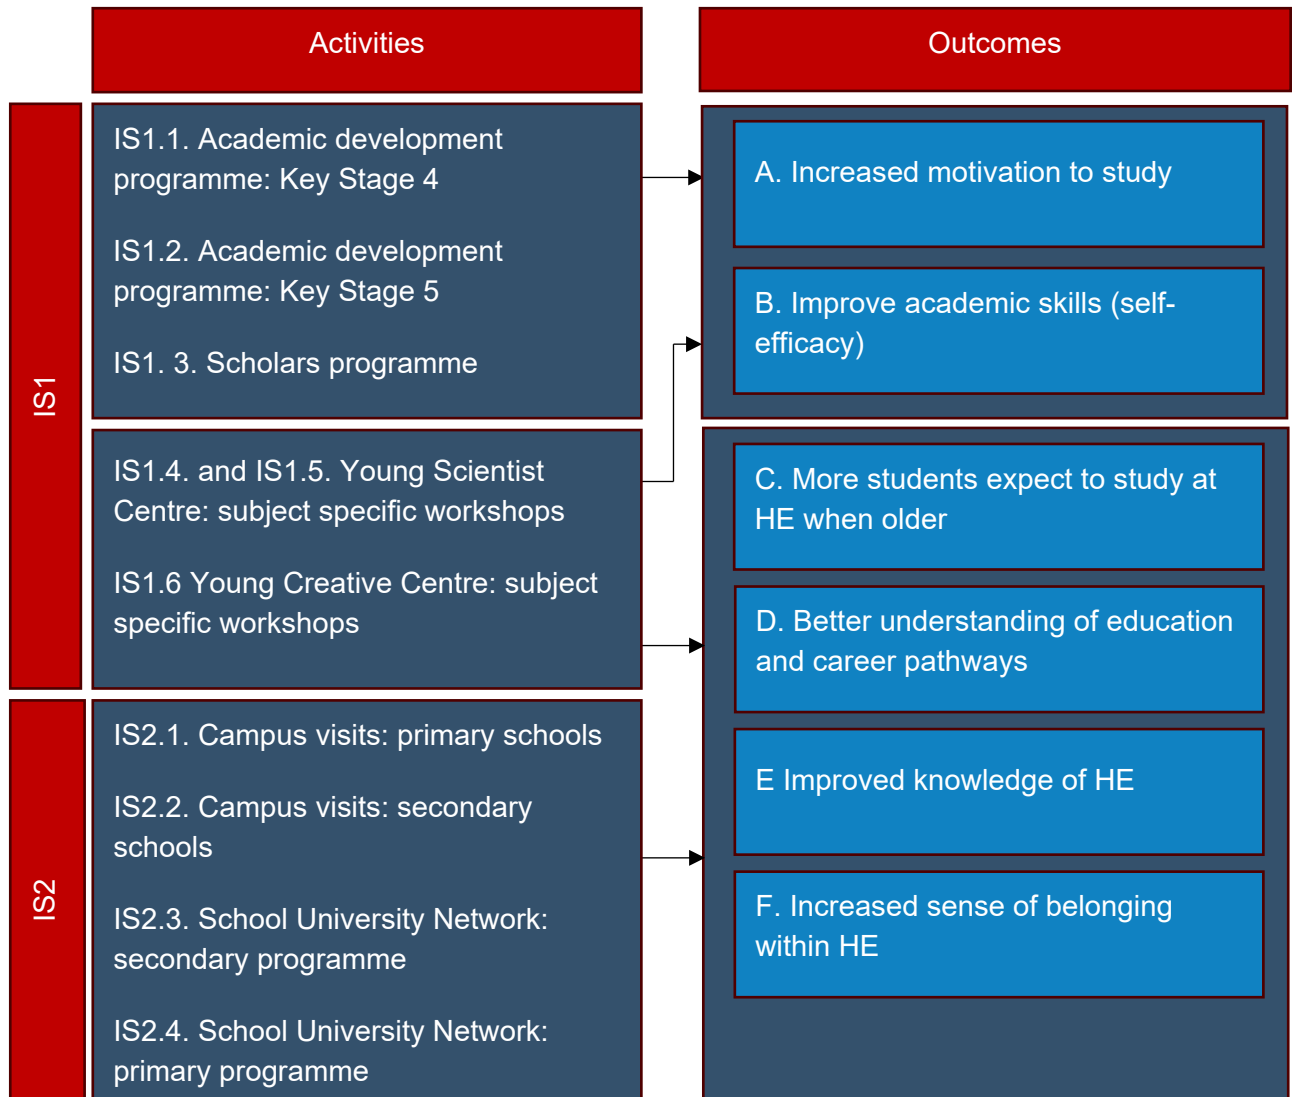 Activities
Outcomes
IS1
IS1.1. Academic development
programme: Key Stage 4
IS1.2. Academic development
programme: Key Stage 5
IS1. 3. Scholars programme
IS1.4. and IS1.5. Young Scientist
Centre: subject specific workshops
IS1.6 Young Creative Centre: subject
specific workshops
IS2
IS2.1. Campus visits: primary schools
IS2.2. Campus visits: secondary
schools
IS2.3. School University Network:
secondary programme
IS2.4. School University Network:
primary programme
A. Increased motivation to study
B. Improve academic skills (self-
efficacy)
C. More students expect to study at
HE when older
D. Better understanding of education
and career pathways
E Improved knowledge of HE
F. Increased sense of belonging
within HE